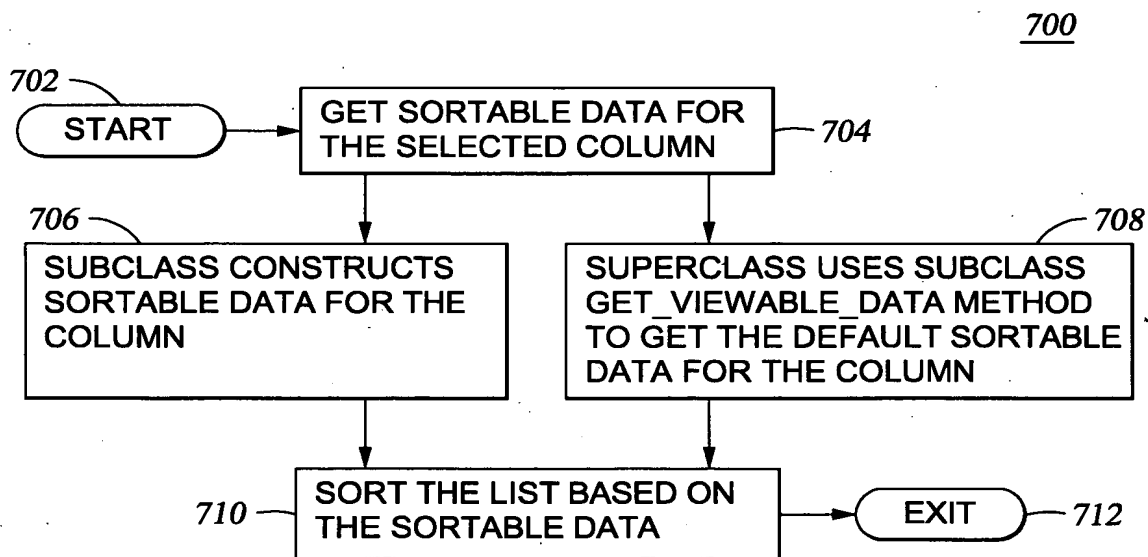 700
702
START
GET SORTABLE DATA FOR
THE SELECTED COLUMN
704
706
SUBCLASS CONSTRUCTS
SORTABLE DATA FOR THE
COLUMN
708
SUPERCLASS USES SUBCLASS
GET_VIEWABLE_DATA METHOD
TO GET THE DEFAULT SORTABLE
DATA FOR THE COLUMN
710
SORT THE LIST BASED ON
THE SORTABLE DATA
EXIT
712